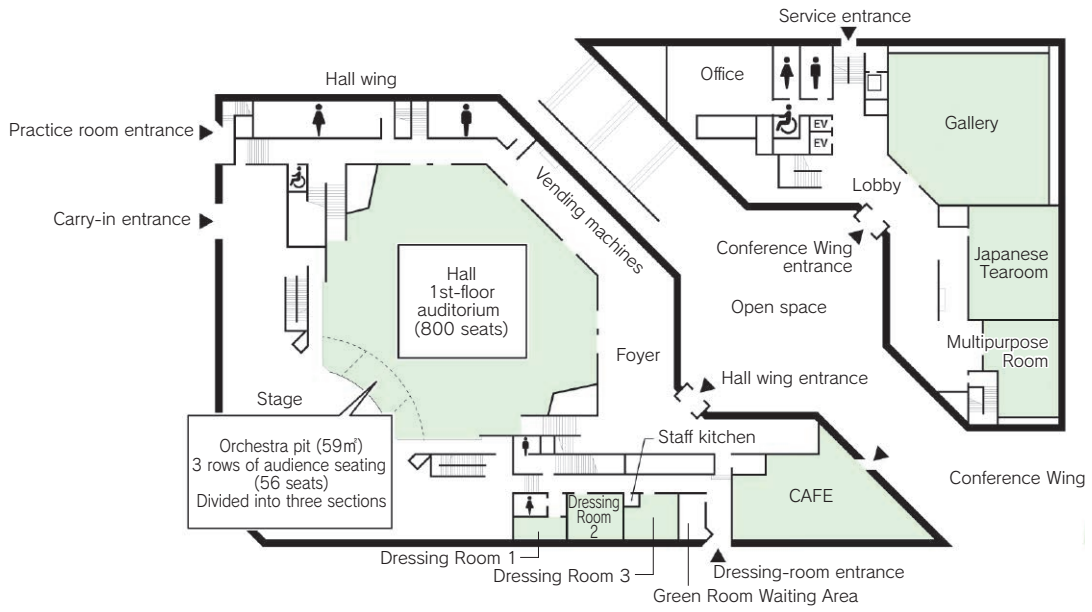 Service entrance
Office
Hall wing
Practice room entrance
EV
EV
Gallery
Vending machines
Lobby
Carry-in entrance
Conference Wing
entrance
Japanese
Tearoom
Hall
1st-floor
auditorium
(800 seats)
Open space
Multipurpose
Room
Foyer
Hall wing entrance
Stage
Orchestra pit (59㎡)
3 rows of audience seating
(56 seats)
Divided into three sections
Staff kitchen
Conference Wing
CAFE
Dressing
Room
2
Dressing Room 1
Dressing Room 3
Dressing-room entrance
Green Room Waiting Area